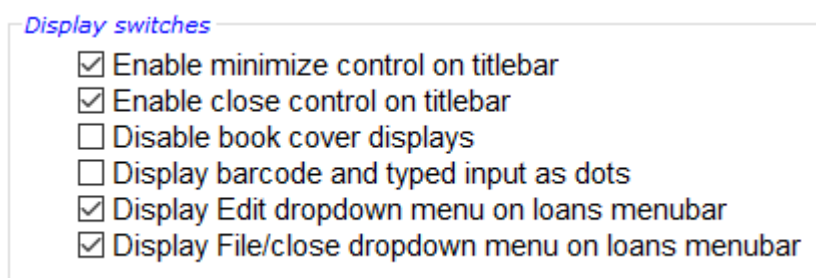 Display switches
Enable minimize control on titlebar
Enable close control on titlebar
Disable book cover displays
Display barcode and typed input as dots
Display Edit dropdown menu on loans menubar
Display File/close dropdown menu on loans menubar